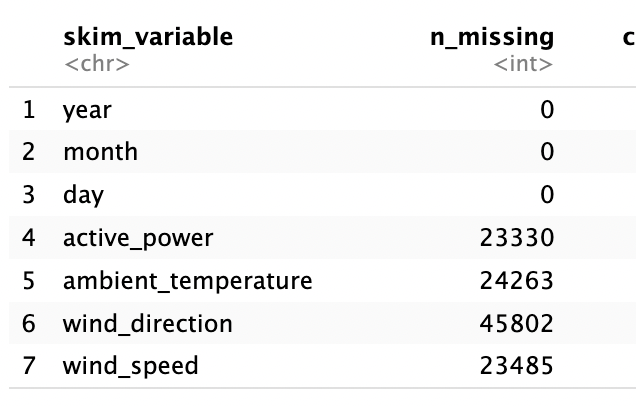 skim_variable n_missing c
<chr> <int>
1 year 0
2 month 0
3 day 0
4 active_power 23330
5 ambient_temperature 24263
6 wind_direction 45802
7 wind_speed 23485